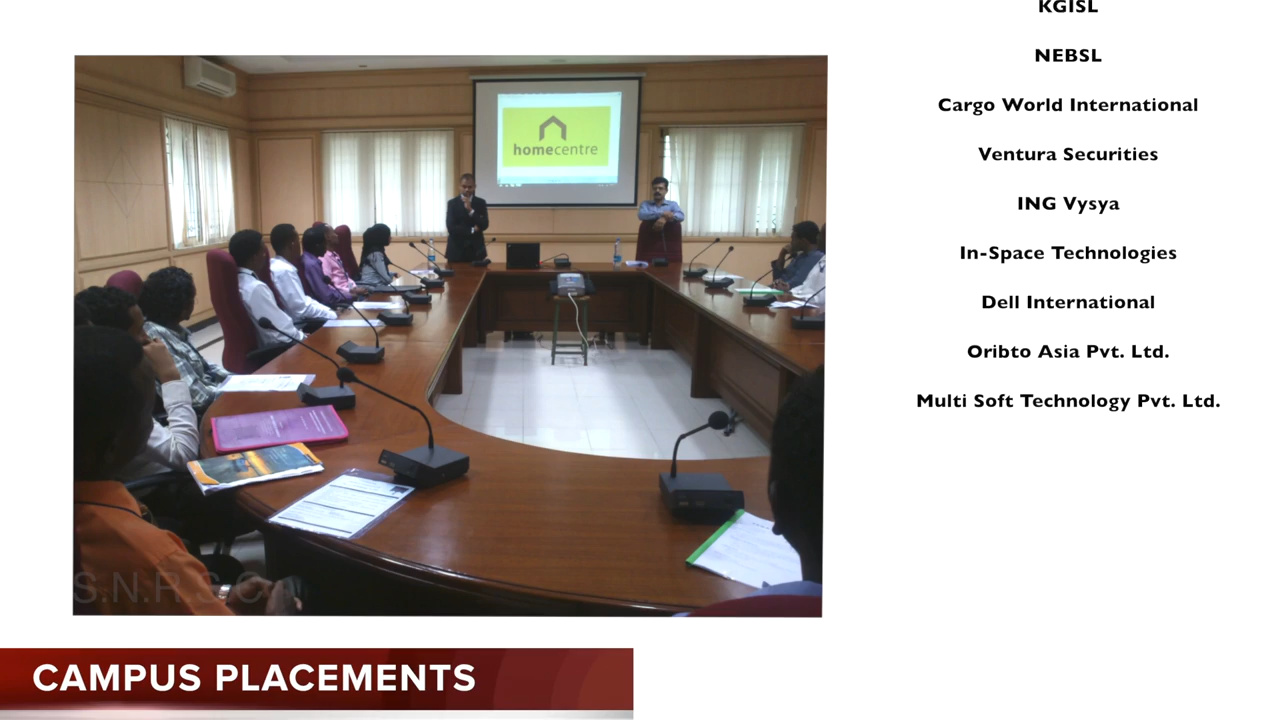 KGISL
NEBSL
Cargo World International
Ventura Securities
ING Vysya
In-Space Technologies
Dell International
Oribto Asia Pvt. Ltd.
Multi Soft Technology Pvt. Ltd.
homecentre
S.N.R.S.C
CAMPUS PLACEMENTS